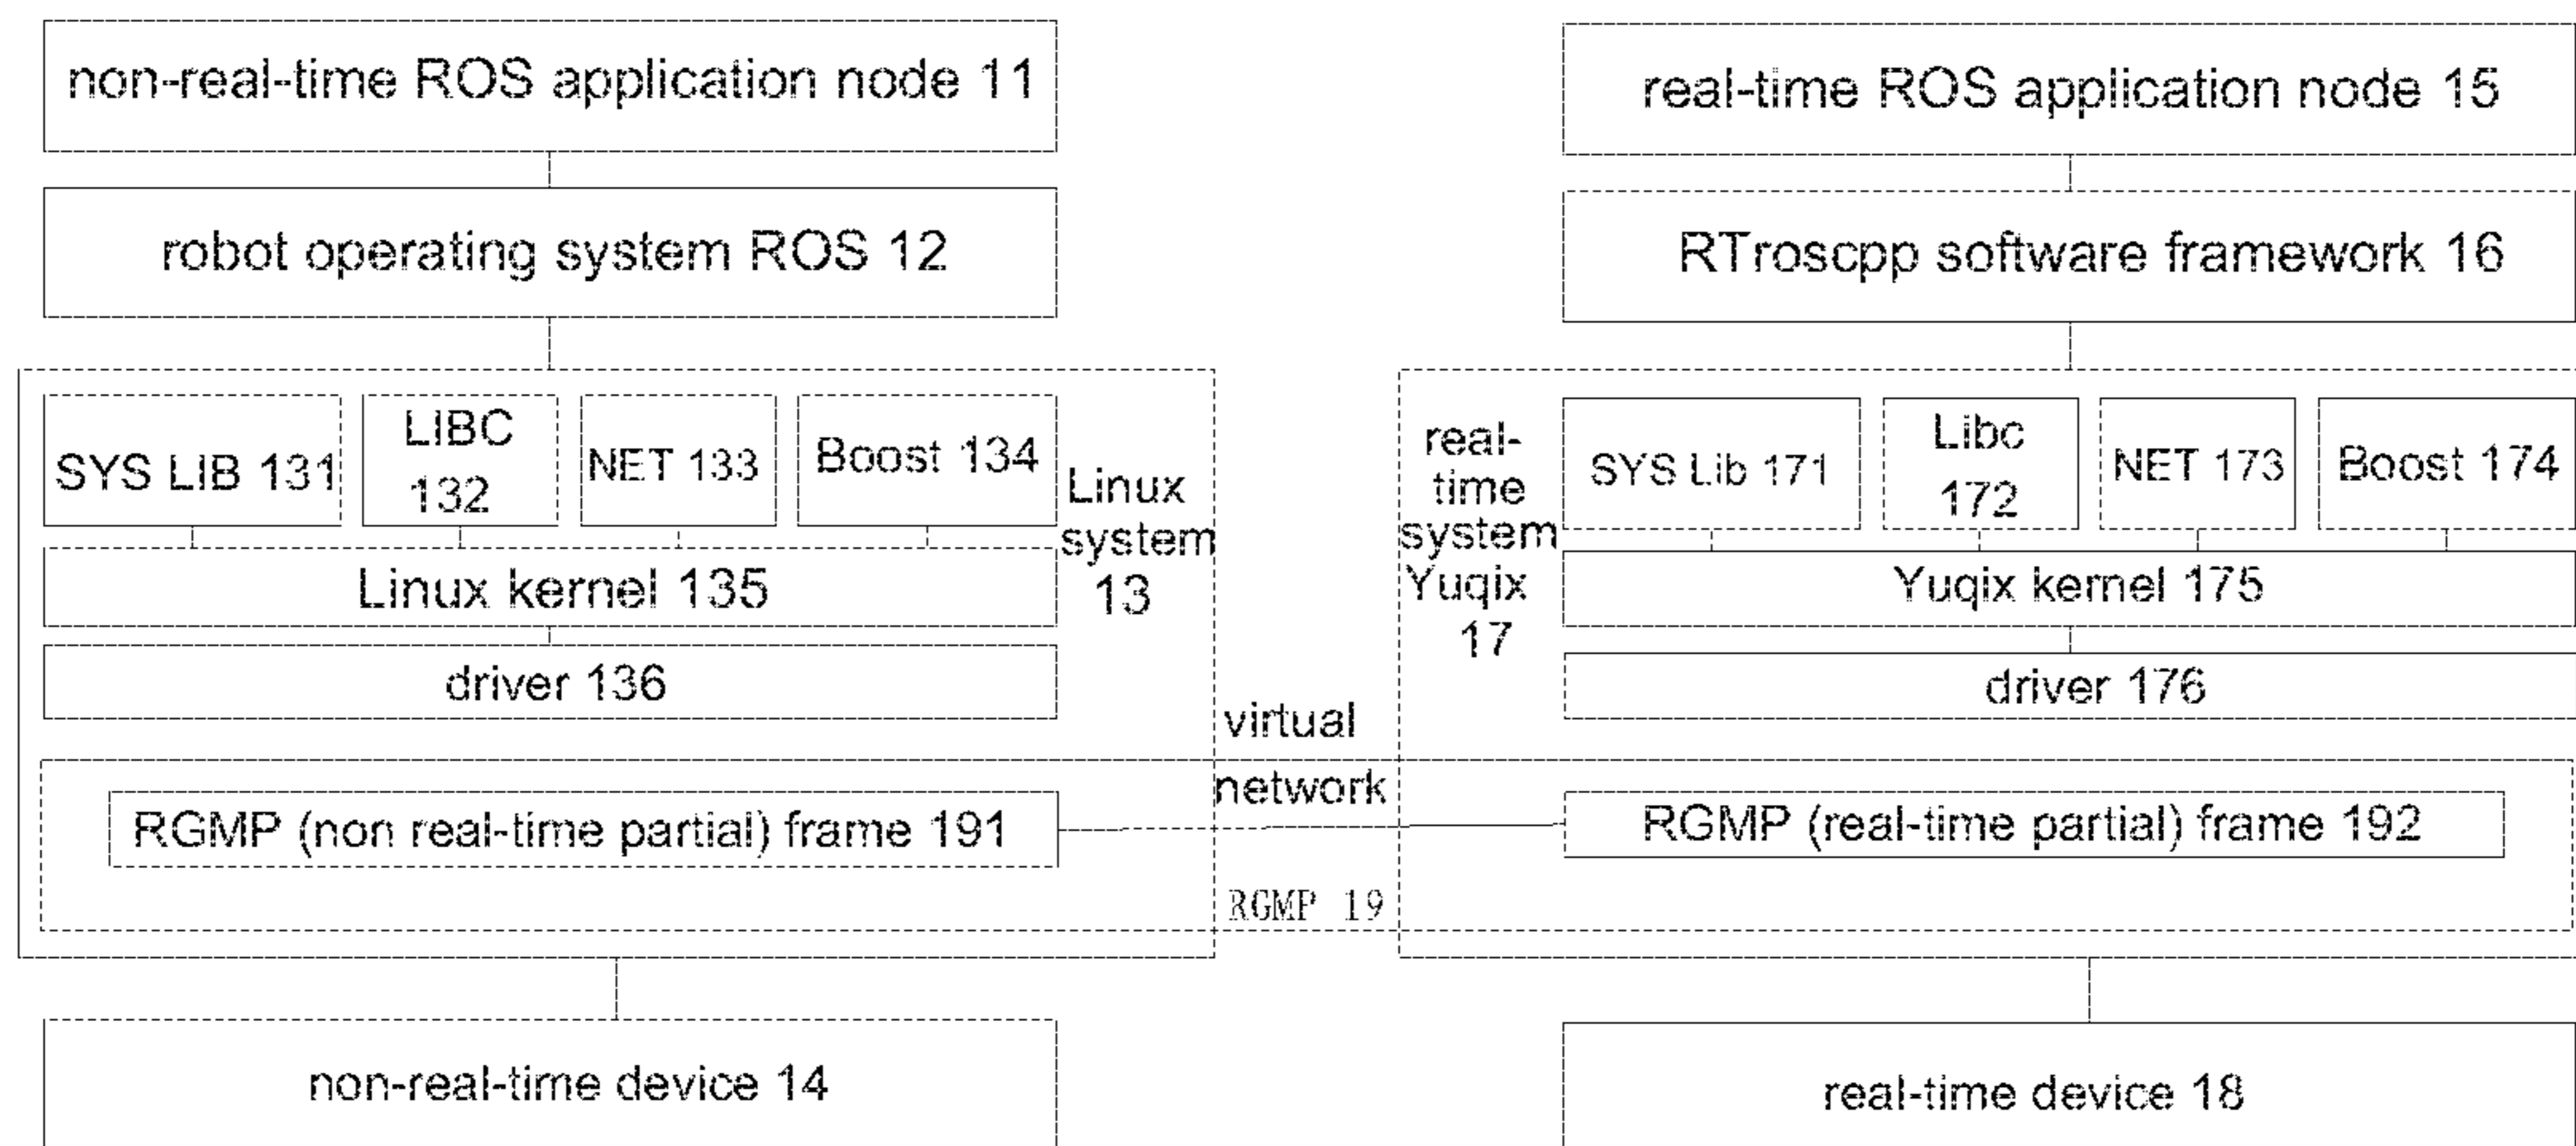 non-real-time ROS application node 11
real-time ROS application node 15
robot operating system ROS 12
RTroscpp software framework 16
SYS LIB 131
LIBC
132
NET 133
Boost 134
Linux
system
13
real-
time
system
Yuqix
17
SYS Lib 171
Libc
172
NET 173
Boost 174
Linux kernel 135
Yuqix kernel 175
driver 136
driver 176
virtual
network
RGMP (non real-time partial) frame 191
RGMP (real-time partial) frame 192
RGMP 19
non-real-time device 14
real-time device 18